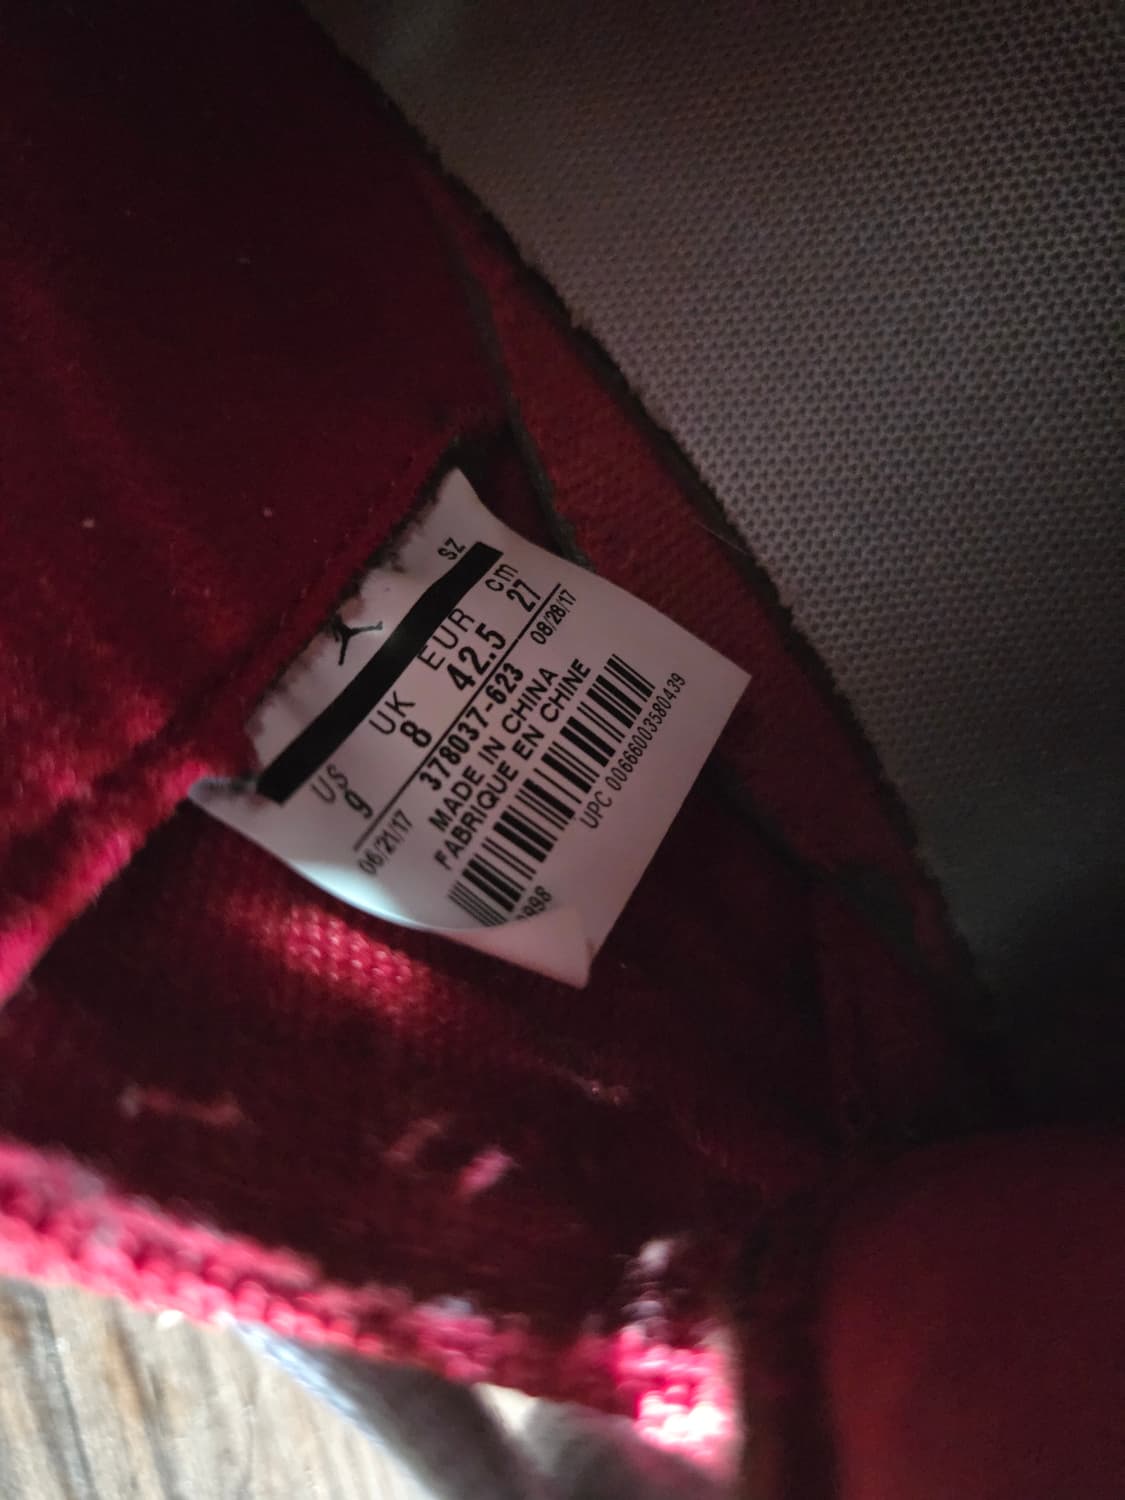 SZ
US UK EUR cm
9 8 42.5 27
06/21/17 378037-623 08/28/17
MADE IN CHINA
FABRIQUE EN CHINE
UPC 00666003580439